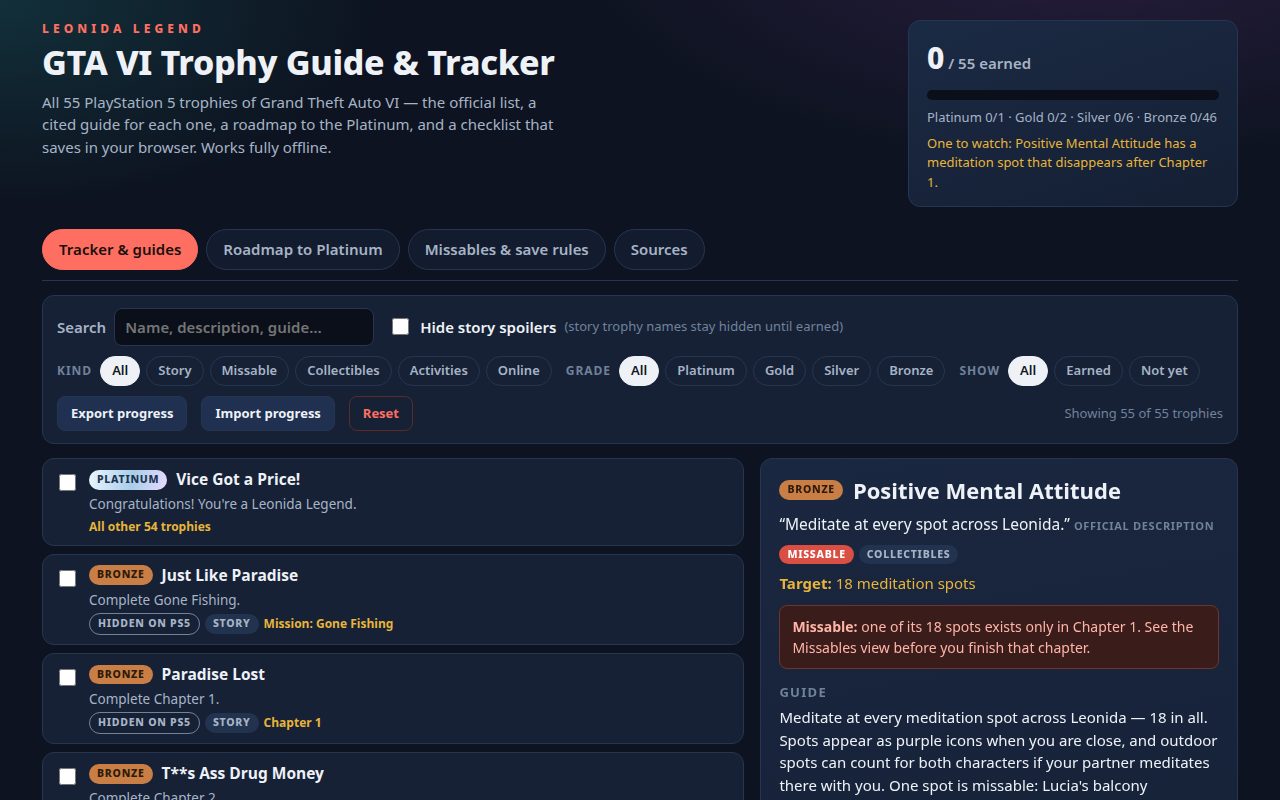 LEONIDA LEGEND
GTA VI Trophy Guide & Tracker
All 55 PlayStation 5 trophies of Grand Theft Auto VI — the official list, a
cited guide for each one, a roadmap to the Platinum, and a checklist that
saves in your browser. Works fully offline.
0 / 55 earned
Platinum 0/1 · Gold 0/2 · Silver 0/6 · Bronze 0/46
One to watch: Positive Mental Attitude has a
meditation spot that disappears after Chapter
1.
Tracker & guides
Roadmap to Platinum
Missables & save rules
Sources
Search Name, description, guide... Hide story spoilers (story trophy names stay hidden until earned)
KIND All Story Missable Collectibles Activities Online GRADE All Platinum Gold Silver Bronze SHOW All Earned Not yet
Export progress Import progress Reset Showing 55 of 55 trophies
PLATINUM Vice Got a Price!
Congratulations! You're a Leonida Legend.
All other 54 trophies
BRONZE Just Like Paradise
Complete Gone Fishing.
HIDDEN ON PS5 STORY Mission: Gone Fishing
BRONZE Paradise Lost
Complete Chapter 1.
HIDDEN ON PS5 STORY Chapter 1
BRONZE T**s Ass Drug Money
Complete Chapter 2.
BRONZE Positive Mental Attitude
“Meditate at every spot across Leonida.” OFFICIAL DESCRIPTION
MISSABLE COLLECTIBLES
Target: 18 meditation spots
Missable: one of its 18 spots exists only in Chapter 1. See the
Missables view before you finish that chapter.
GUIDE
Meditate at every meditation spot across Leonida — 18 in all.
Spots appear as purple icons when you are close, and outdoor
spots can count for both characters if your partner meditates
there with you. One spot is missable: Lucia's balcony